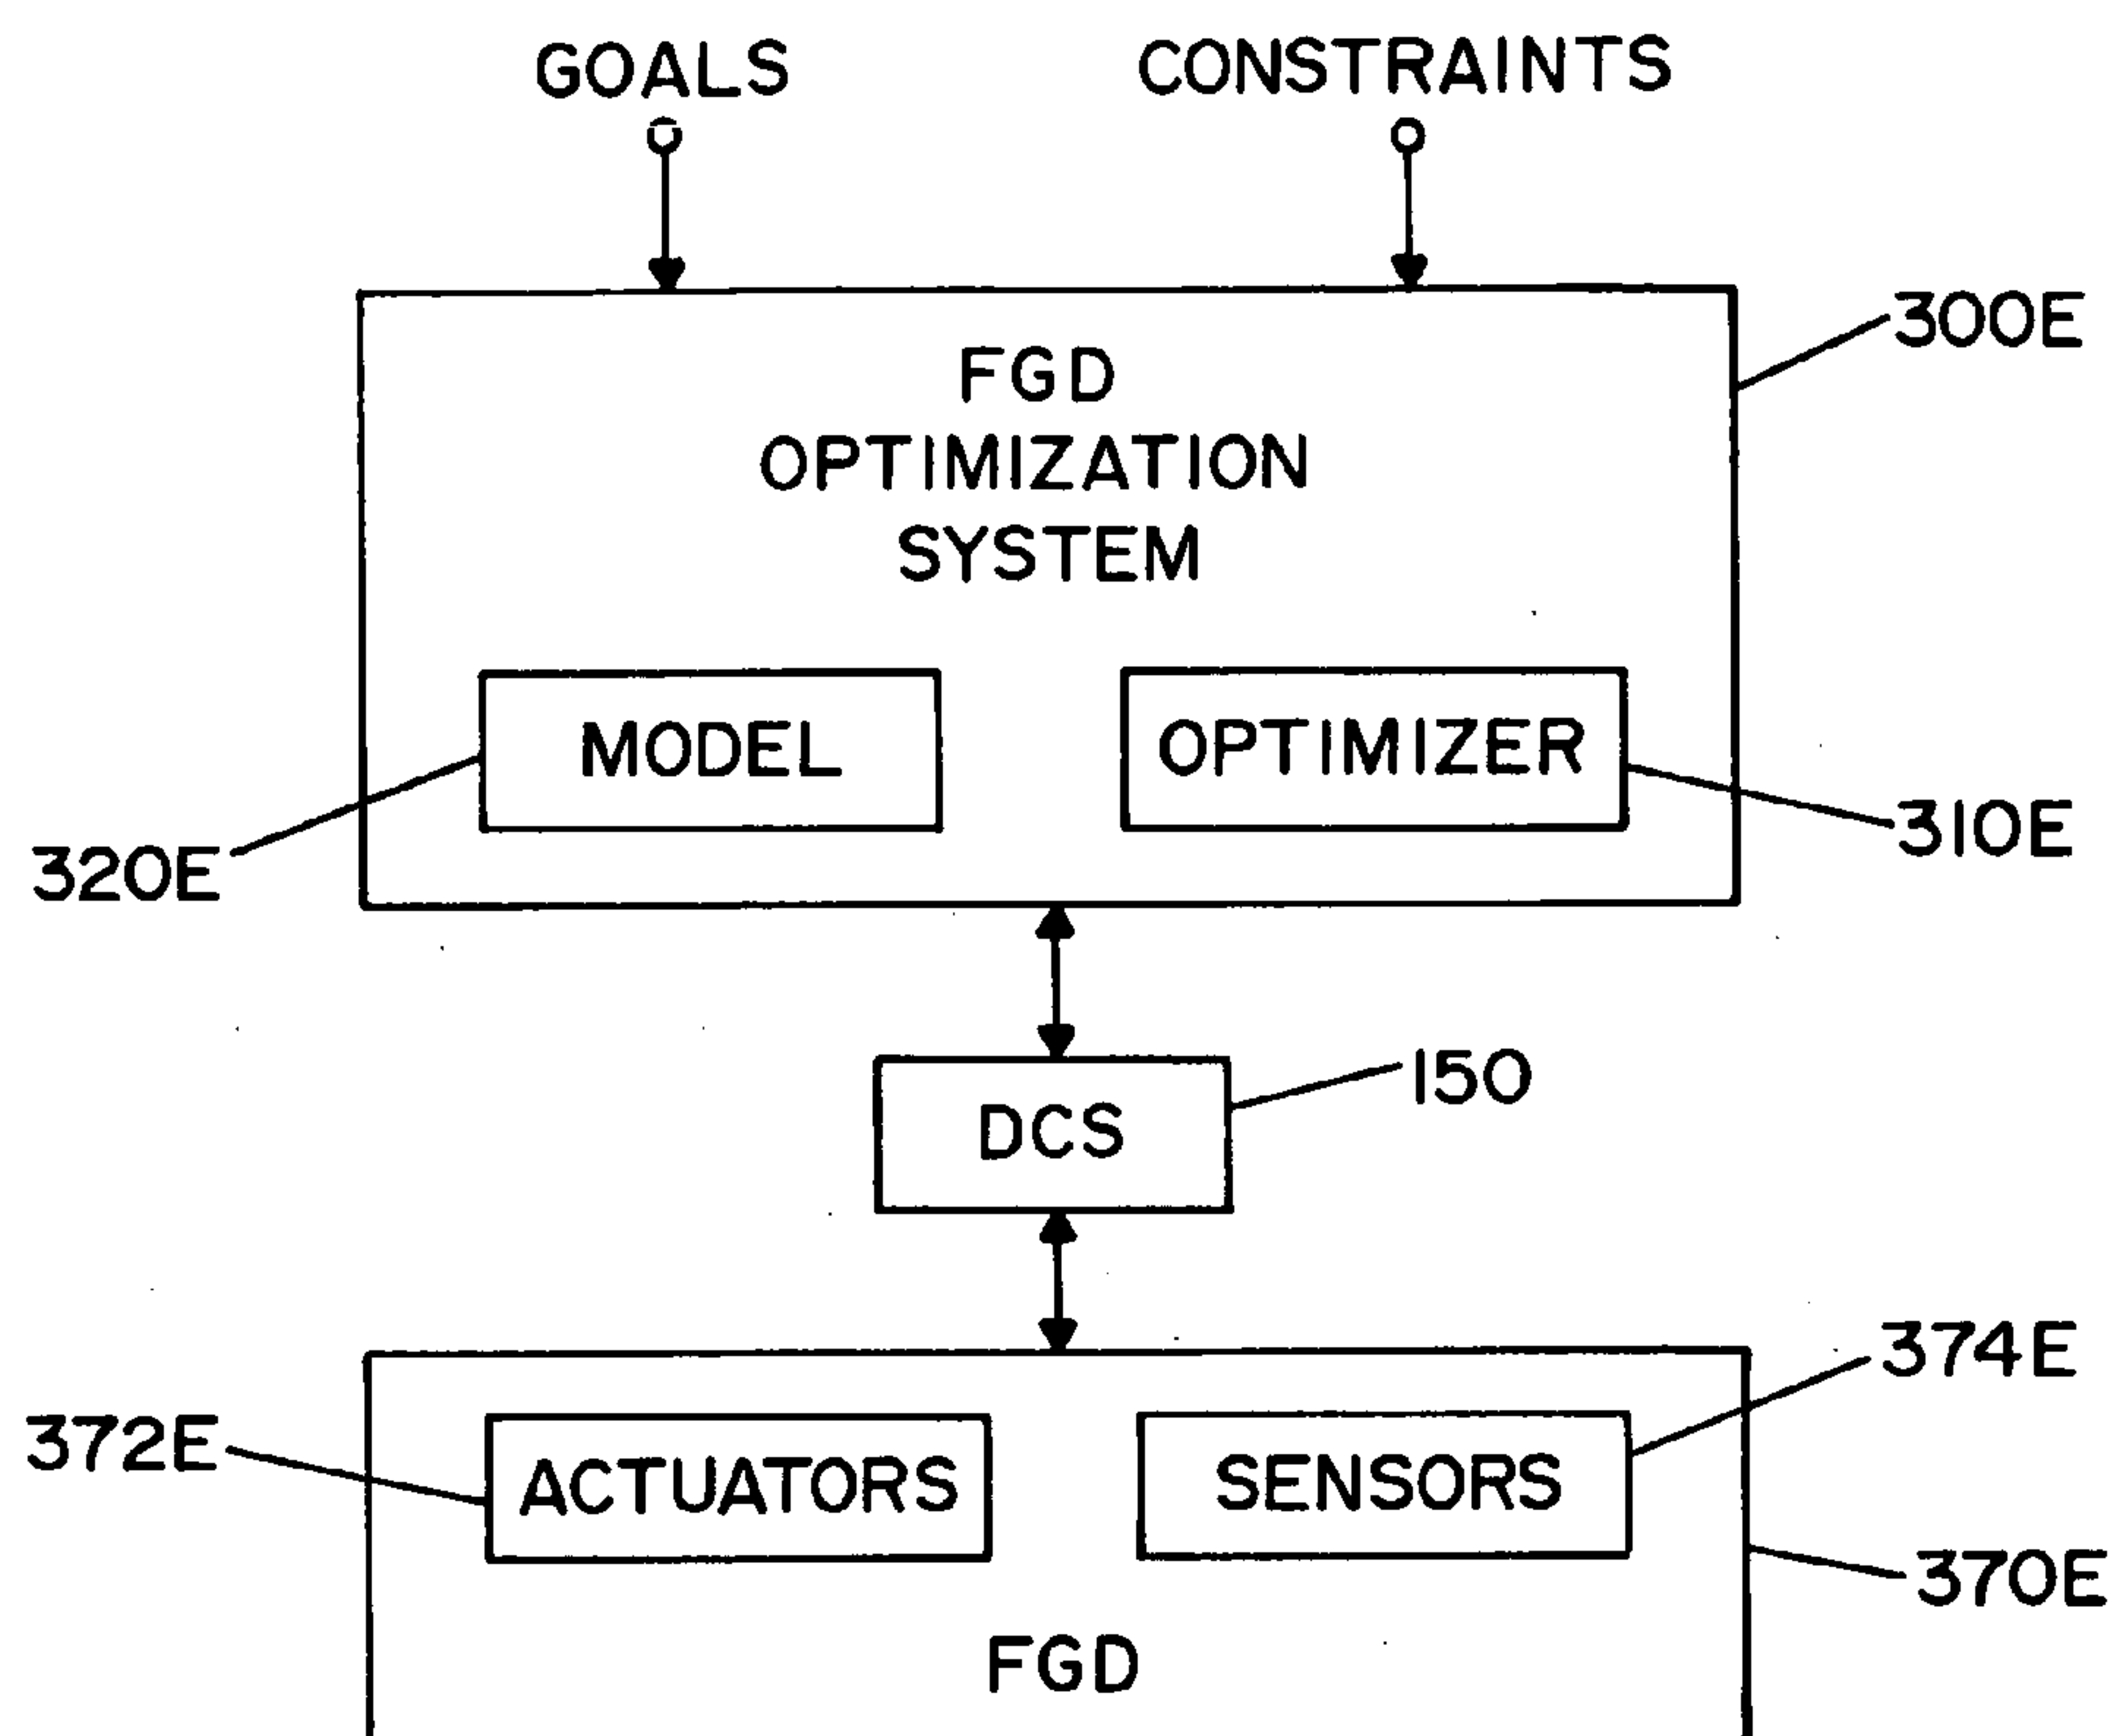 GOALS
CONSTRAINTS
300E
FGD
OPTIMIZATION
SYSTEM
MODEL
OPTIMIZER
320E
310E
150
DCS
374E
372E
ACTUATORS
SENSORS
370E
FGD